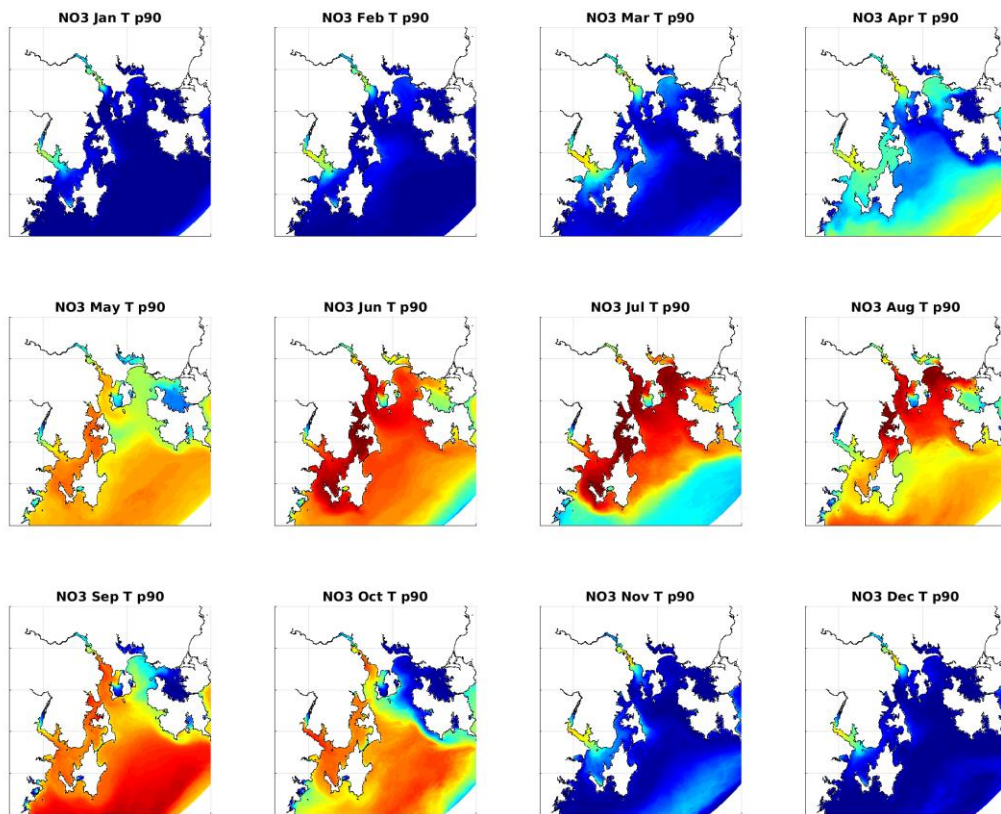 NO3 Jan T p90
NO3 Feb T p90
NO3 Mar T p90
NO3 Apr T p90
NO3 May T p90
NO3 Jun T p90
NO3 Jul T p90
NO3 Aug T p90
NO3 Sep T p90
NO3 Oct T p90
NO3 Nov T p90
NO3 Dec T p90